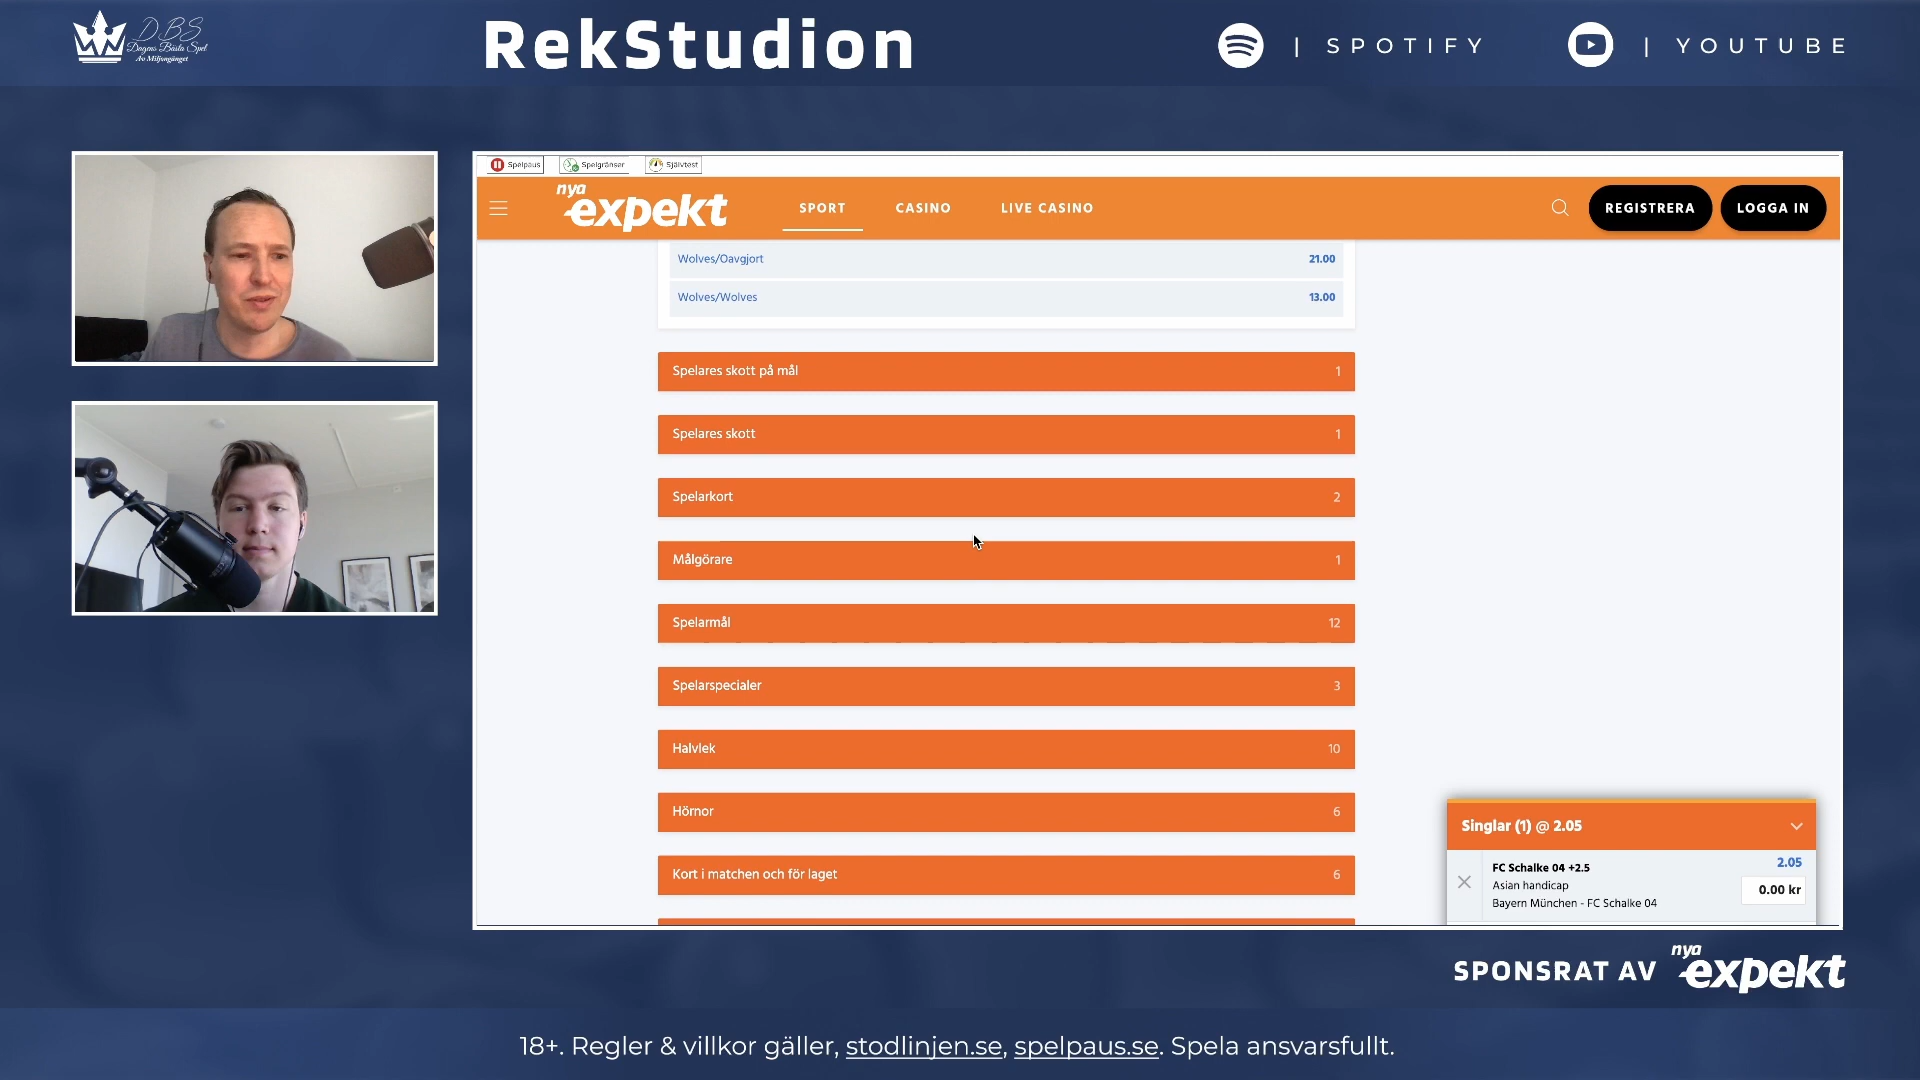 DBS
Dagens Bästa Spel
Av Miljongänget
RekStudion
| SPOTIFY
| YOUTUBE
Spelpaus
Spelgränser
Självtest
nya
expekt
SPORT
CASINO
LIVE CASINO
REGISTRERA
LOGGA IN
Wolves/Oavgjort 21.00
Wolves/Wolves 13.00
Spelares skott på mål 1
Spelares skott 1
Spelarkort 2
Målgörare 1
Spelarmål 12
Spelarspecialer 3
Halvlek 10
Hörnor 6
Kort i matchen och för laget 6
Singlar (1) @ 2.05
FC Schalke 04 +2.5 2.05
Asian handicap 0.00 kr
Bayern München - FC Schalke 04
SPONSRAT AV nya expekt
18+. Regler & villkor gäller, stodlinjen.se, spelpaus.se. Spela ansvarsfullt.